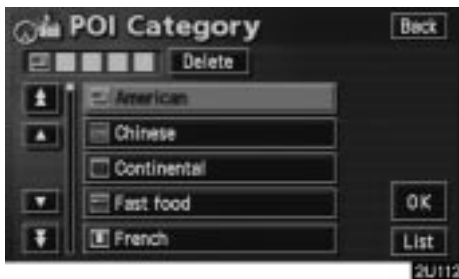 POI Category
Back
Delete
American
Chinese
Continental
Fast food
OK
French
List
2U112